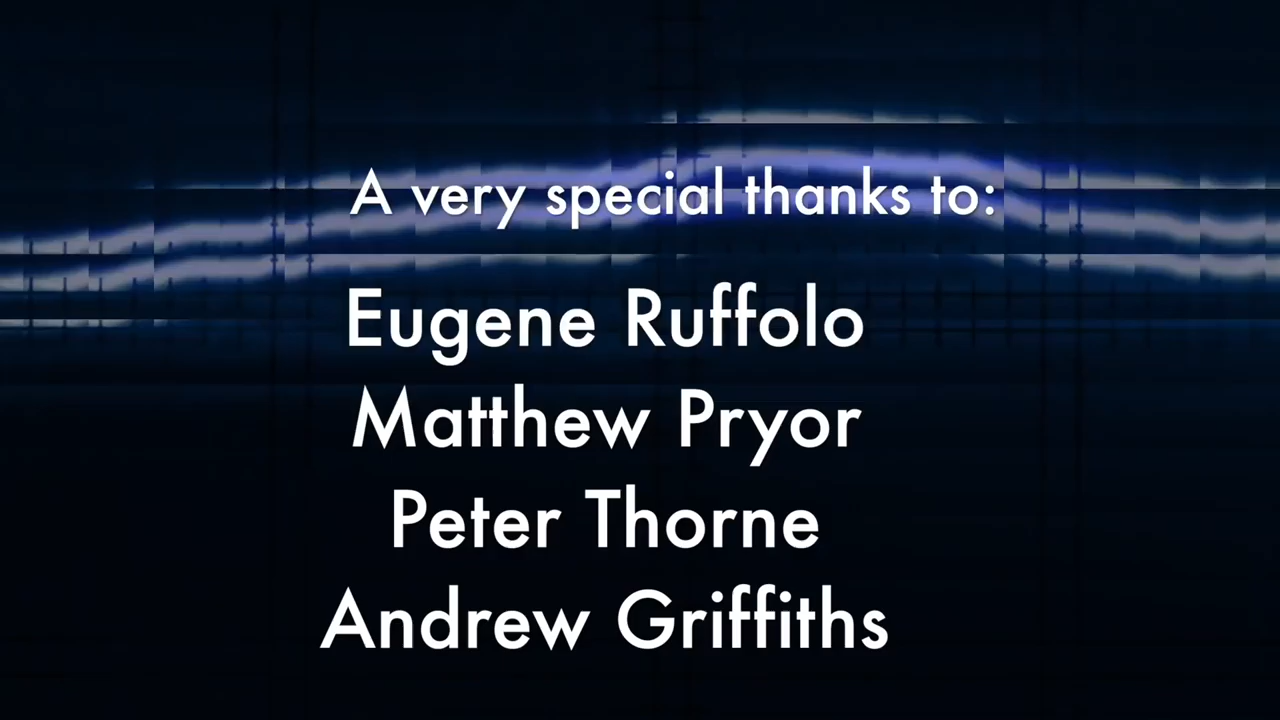 A very special thanks to:
Eugene Ruffolo
Matthew Pryor
Peter Thorne
Andrew Griffiths